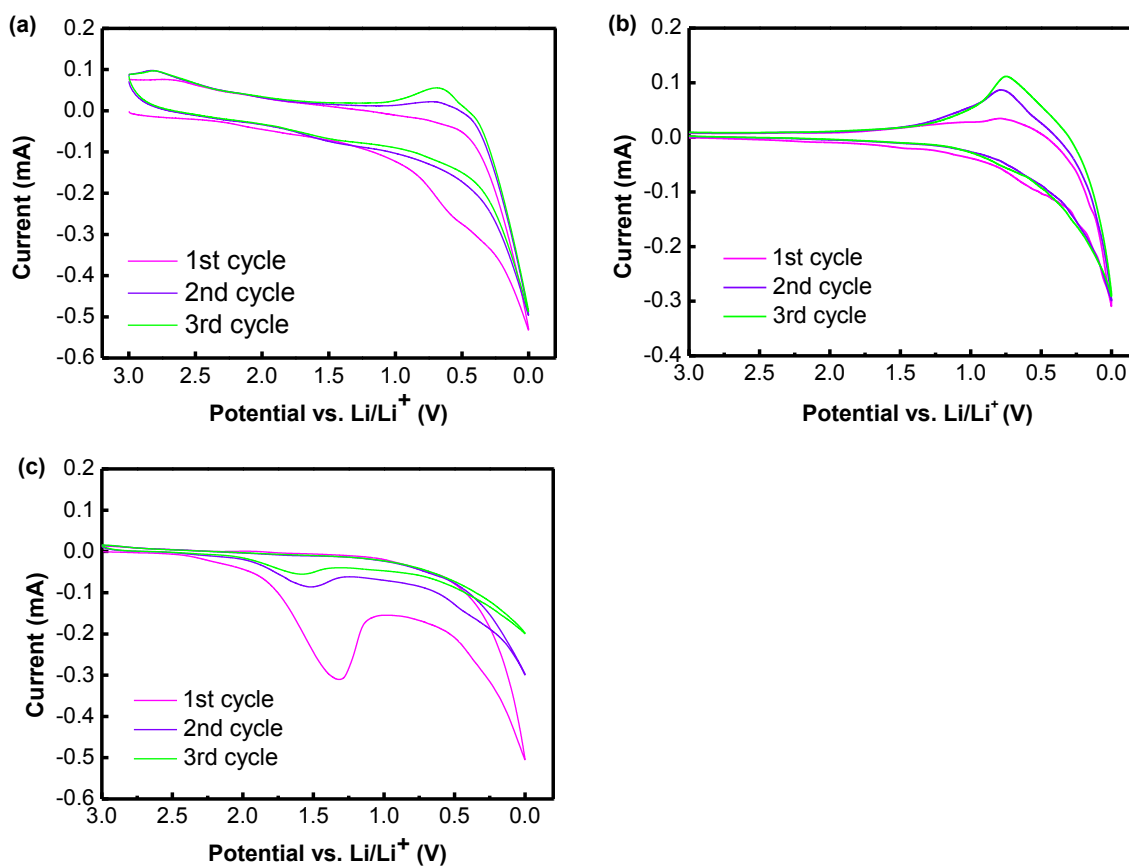 (a)
0.2
0.1
0.0
-0.1
-0.2
-0.3
-0.4
-0.5
-0.6
Current (mA)
1st cycle
2nd cycle
3rd cycle
3.0 2.5 2.0 1.5 1.0 0.5 0.0
Potential vs. Li/Li⁺ (V)
(b)
0.2
0.1
0.0
-0.1
-0.2
-0.3
-0.4
Current (mA)
1st cycle
2nd cycle
3rd cycle
3.0 2.5 2.0 1.5 1.0 0.5 0.0
Potential vs. Li/Li⁺ (V)
(c)
0.2
0.1
0.0
-0.1
-0.2
-0.3
-0.4
-0.5
-0.6
Current (mA)
1st cycle
2nd cycle
3rd cycle
3.0 2.5 2.0 1.5 1.0 0.5 0.0
Potential vs. Li/Li⁺ (V)